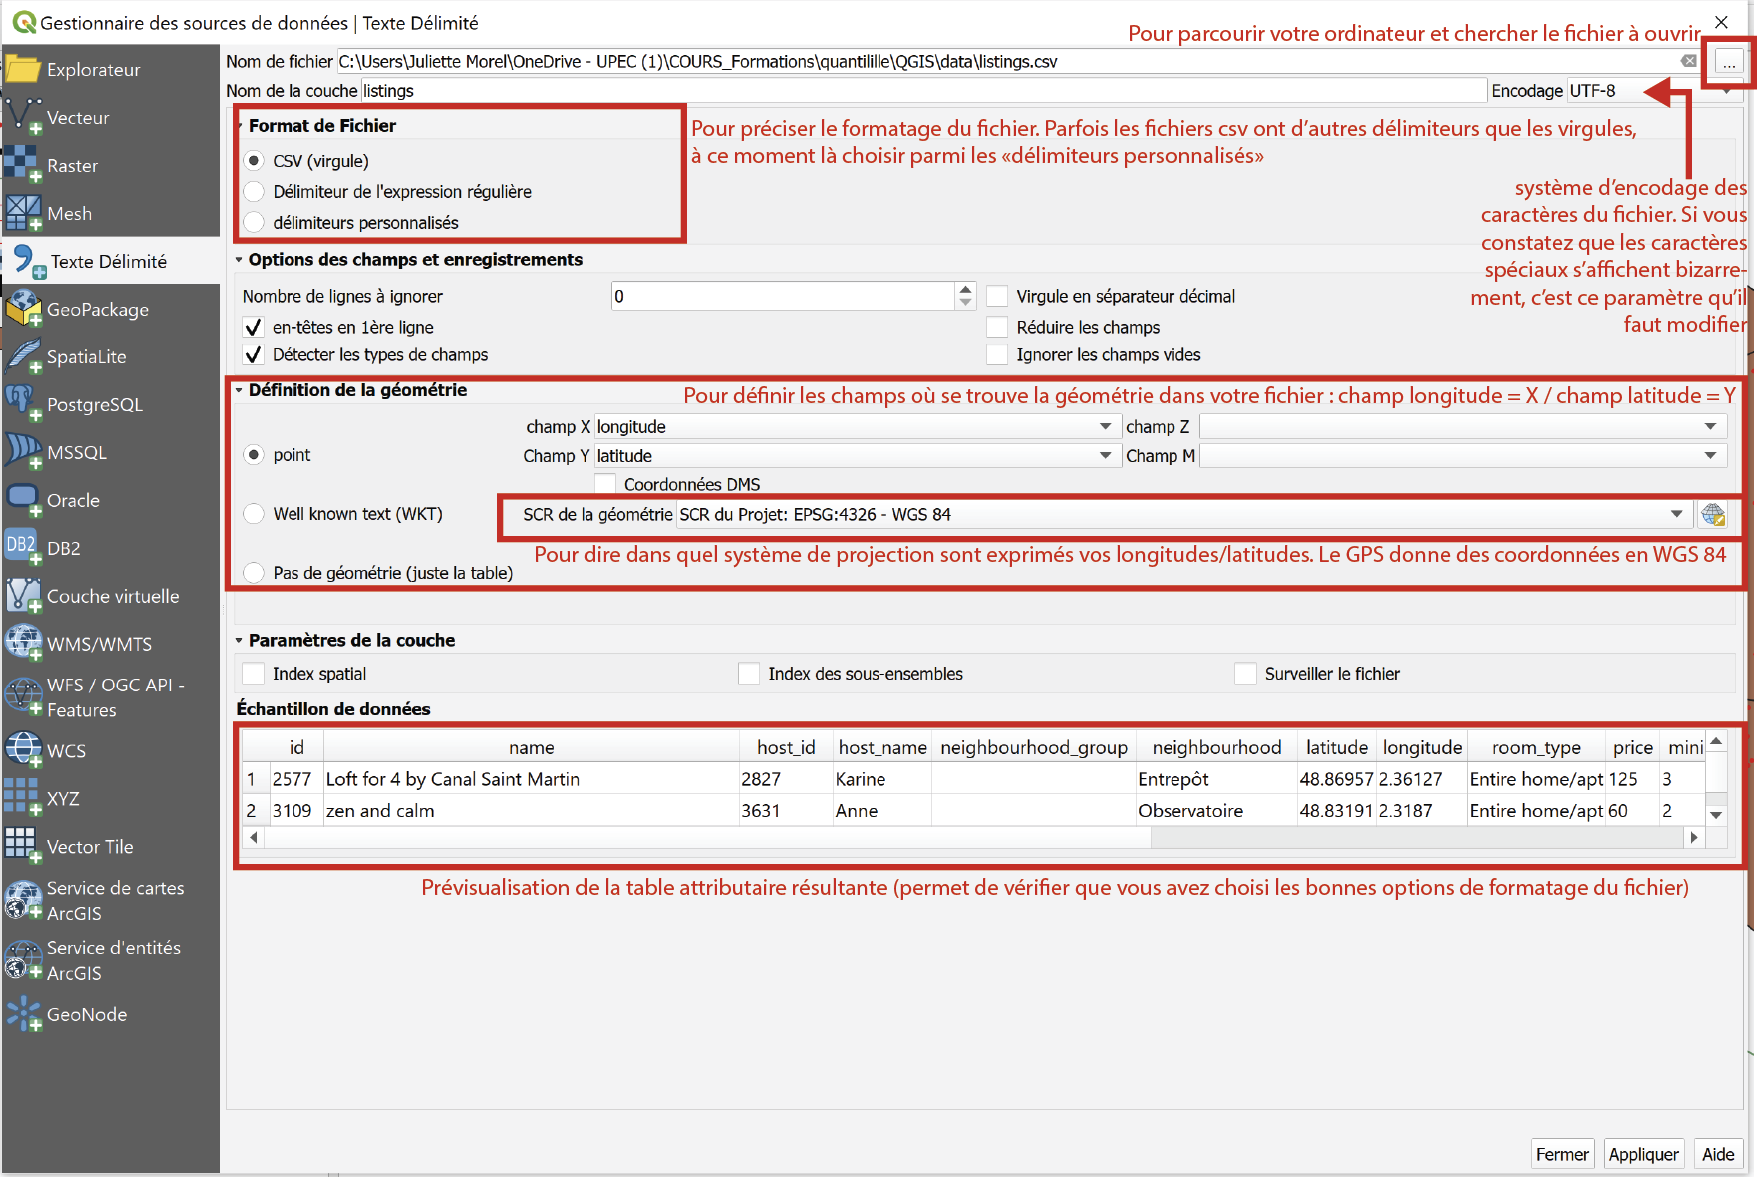 Gestionnaire des sources de données | Texte Délimité
Pour parcourir votre ordinateur et chercher le fichier à ouvrir
Nom de fichier C:\Users\Juliette Morel\OneDrive - UPEC (1)\COURS_Formations\quantilille\QGIS\data\listings.csv ...
Nom de la couche listings Encodage UTF-8
Explorateur
Vecteur
Raster
Mesh
Texte Délimité
GeoPackage
SpatiaLite
PostgreSQL
MSSQL
Oracle
DB2
DB2
Couche virtuelle
WMS/WMTS
WFS / OGC API -
Features
WCS
XYZ
Vector Tile
Service de cartes
ArcGIS
Service d'entités
ArcGIS
GeoNode
Format de Fichier
CSV (virgule)
Délimiteur de l'expression régulière
délimiteurs personnalisés
Pour préciser le formatage du fichier. Parfois les fichiers csv ont d’autres délimiteurs que les virgules,
à ce moment là choisir parmi les «délimiteurs personnalisés»
système d’encodage des
caractères du fichier. Si vous
constatez que les caractères
spéciaux s’affichent bizarre-
ment, c’est ce paramètre qu’il
faut modifier
Options des champs et enregistrements
Nombre de lignes à ignorer 0 Virgule en séparateur décimal
en-têtes en 1ère ligne Réduire les champs
Détecter les types de champs Ignorer les champs vides
Définition de la géométrie
Pour définir les champs où se trouve la géométrie dans votre fichier : champ longitude = X / champ latitude = Y
champ X longitude champ Z
point Champ Y latitude Champ M
Coordonnées DMS
Well known text (WKT) SCR de la géométrie SCR du Projet: EPSG:4326 - WGS 84
Pour dire dans quel système de projection sont exprimés vos longitudes/latitudes. Le GPS donne des coordonnées en WGS 84
Pas de géométrie (juste la table)
Paramètres de la couche
Index spatial Index des sous-ensembles Surveiller le fichier
Échantillon de données
id name host_id host_name neighbourhood_group neighbourhood latitude longitude room_type price mini
1 2577 Loft for 4 by Canal Saint Martin 2827 Karine Entrepôt 48.86957 2.36127 Entire home/apt 125 3
2 3109 zen and calm 3631 Anne Observatoire 48.83191 2.3187 Entire home/apt 60 2
Prévisualisation de la table attributaire résultante (permet de vérifier que vous avez choisi les bonnes options de formatage du fichier)
Fermer Appliquer Aide